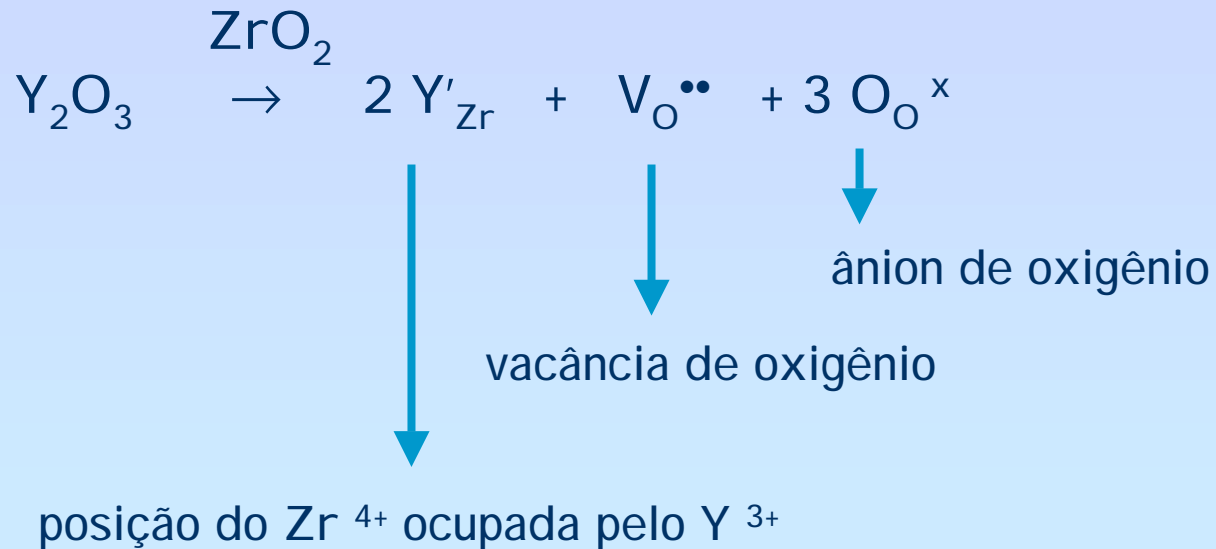 ZrO₂
Y₂O₃ → 2 Y′Zr + VO•• + 3 OOˣ
ânion de oxigênio
vacância de oxigênio
posição do Zr ⁴⁺ ocupada pelo Y ³⁺